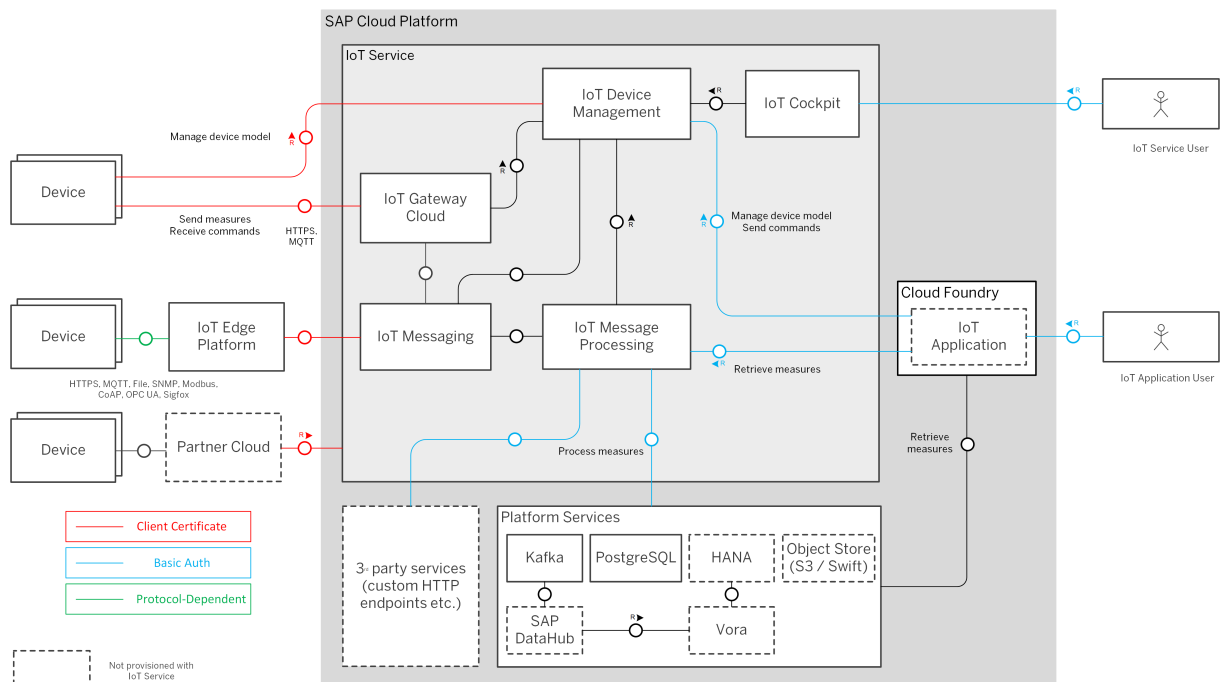 SAP Cloud Platform
IoT Service
IoT Device
Management
IoT Cockpit
R
R
IoT Service User
Manage device model
R
R
Device
IoT Gateway
Cloud
Send measures
Receive commands
HTTPS,
MQTT
R
R
Manage device model
Send commands
Cloud Foundry
IoT
Application
Device
IoT Edge
Platform
IoT Messaging
IoT Message
Processing
R
R
Retrieve measures
IoT Application User
HTTPS, MQTT, File, SNMP, Modbus,
CoAP, OPC UA, Sigfox
Device
Partner Cloud
R
Process measures
Retrieve
measures
Client Certificate
Basic Auth
Protocol-Dependent
3- party services
(custom HTTP
endpoints etc.)
Platform Services
Kafka
PostgreSQL
HANA
Object Store
(S3 / Swift)
SAP
DataHub
R
Vora
Not provisioned with
IoT Service